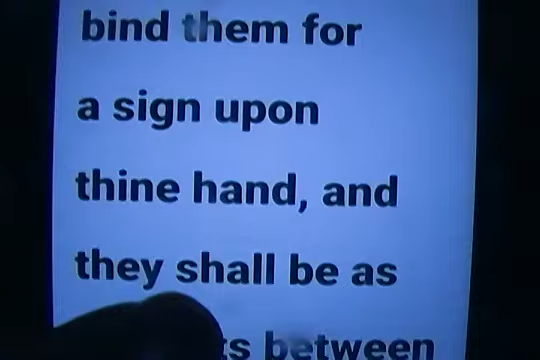 bind them for
a sign upon
thine hand, and
they shall be as
between